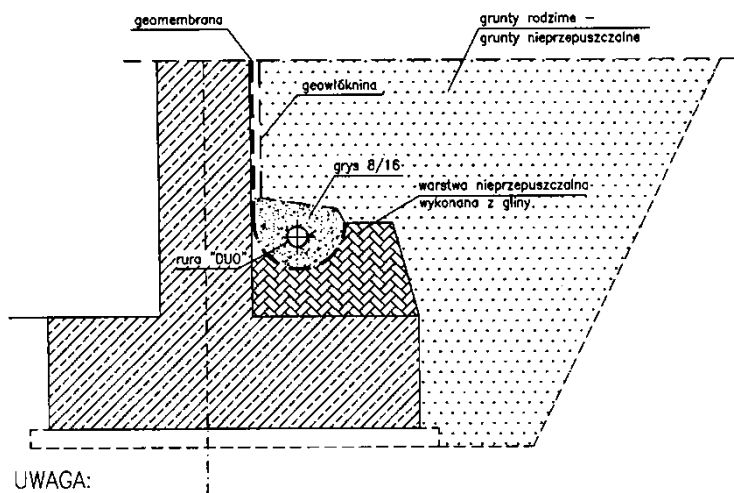 geomembrana
grunty rodzime –
grunty nieprzepuszczalne
geowłóknina
grys 8/16
warstwa nieprzepuszczalna
wykonana z gliny
rura "DUO"
UWAGA: